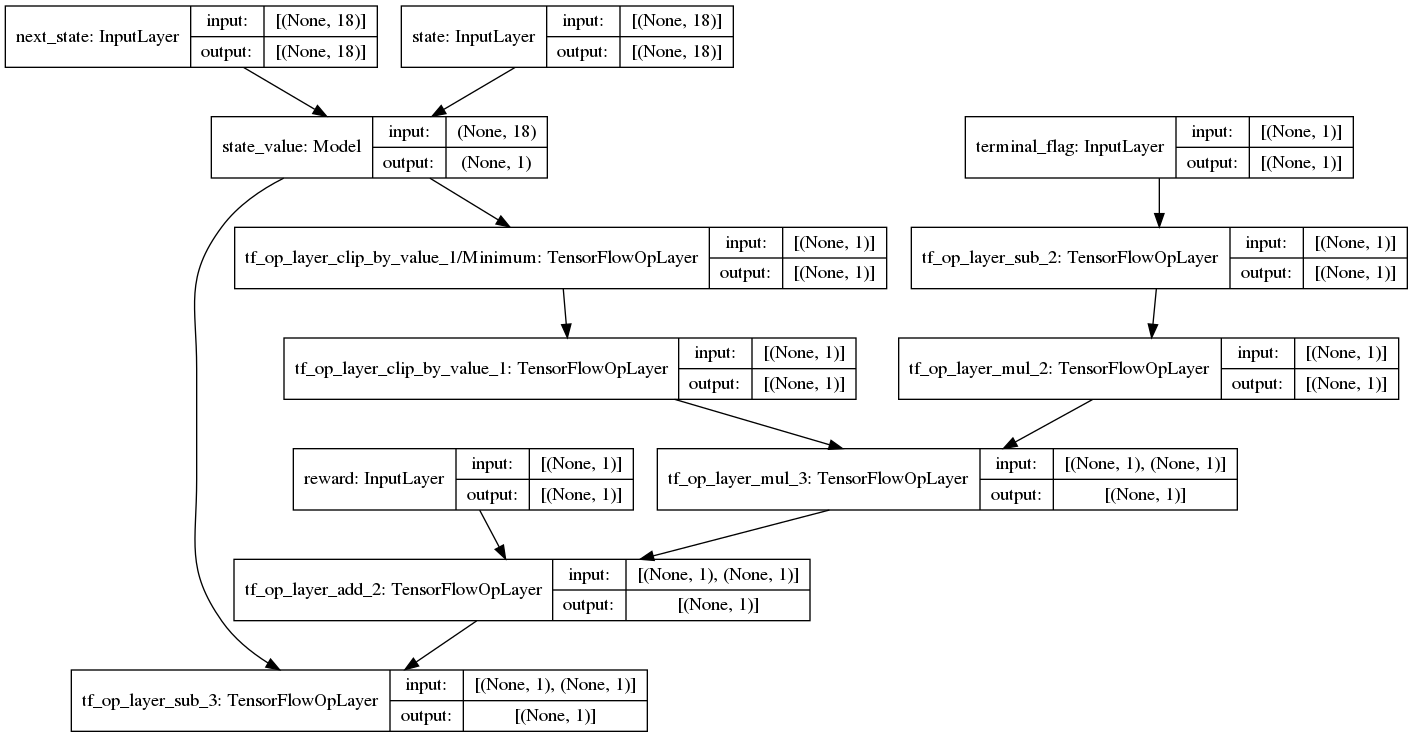 next_state: InputLayer
input: [(None, 18)]
output: [(None, 18)]
state: InputLayer
input: [(None, 18)]
output: [(None, 18)]
state_value: Model
input: (None, 18)
output: (None, 1)
terminal_flag: InputLayer
input: [(None, 1)]
output: [(None, 1)]
tf_op_layer_clip_by_value_1/Minimum: TensorFlowOpLayer
input: [(None, 1)]
output: [(None, 1)]
tf_op_layer_sub_2: TensorFlowOpLayer
input: [(None, 1)]
output: [(None, 1)]
tf_op_layer_clip_by_value_1: TensorFlowOpLayer
input: [(None, 1)]
output: [(None, 1)]
tf_op_layer_mul_2: TensorFlowOpLayer
input: [(None, 1)]
output: [(None, 1)]
reward: InputLayer
input: [(None, 1)]
output: [(None, 1)]
tf_op_layer_mul_3: TensorFlowOpLayer
input: [(None, 1), (None, 1)]
output: [(None, 1)]
tf_op_layer_add_2: TensorFlowOpLayer
input: [(None, 1), (None, 1)]
output: [(None, 1)]
tf_op_layer_sub_3: TensorFlowOpLayer
input: [(None, 1), (None, 1)]
output: [(None, 1)]